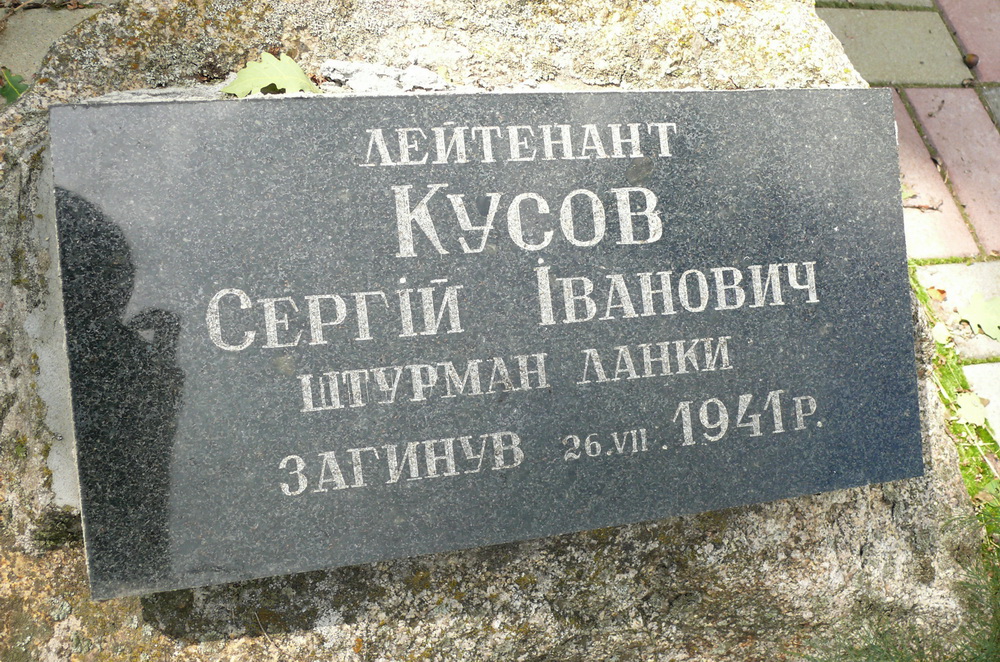 ЛЕЙТЕНАНТ
КУСОВ
СЕРГІЙ ІВАНОВИЧ
ШТУРМАН ЛАНКИ
ЗАГИНУВ 26.VII.1941Р.